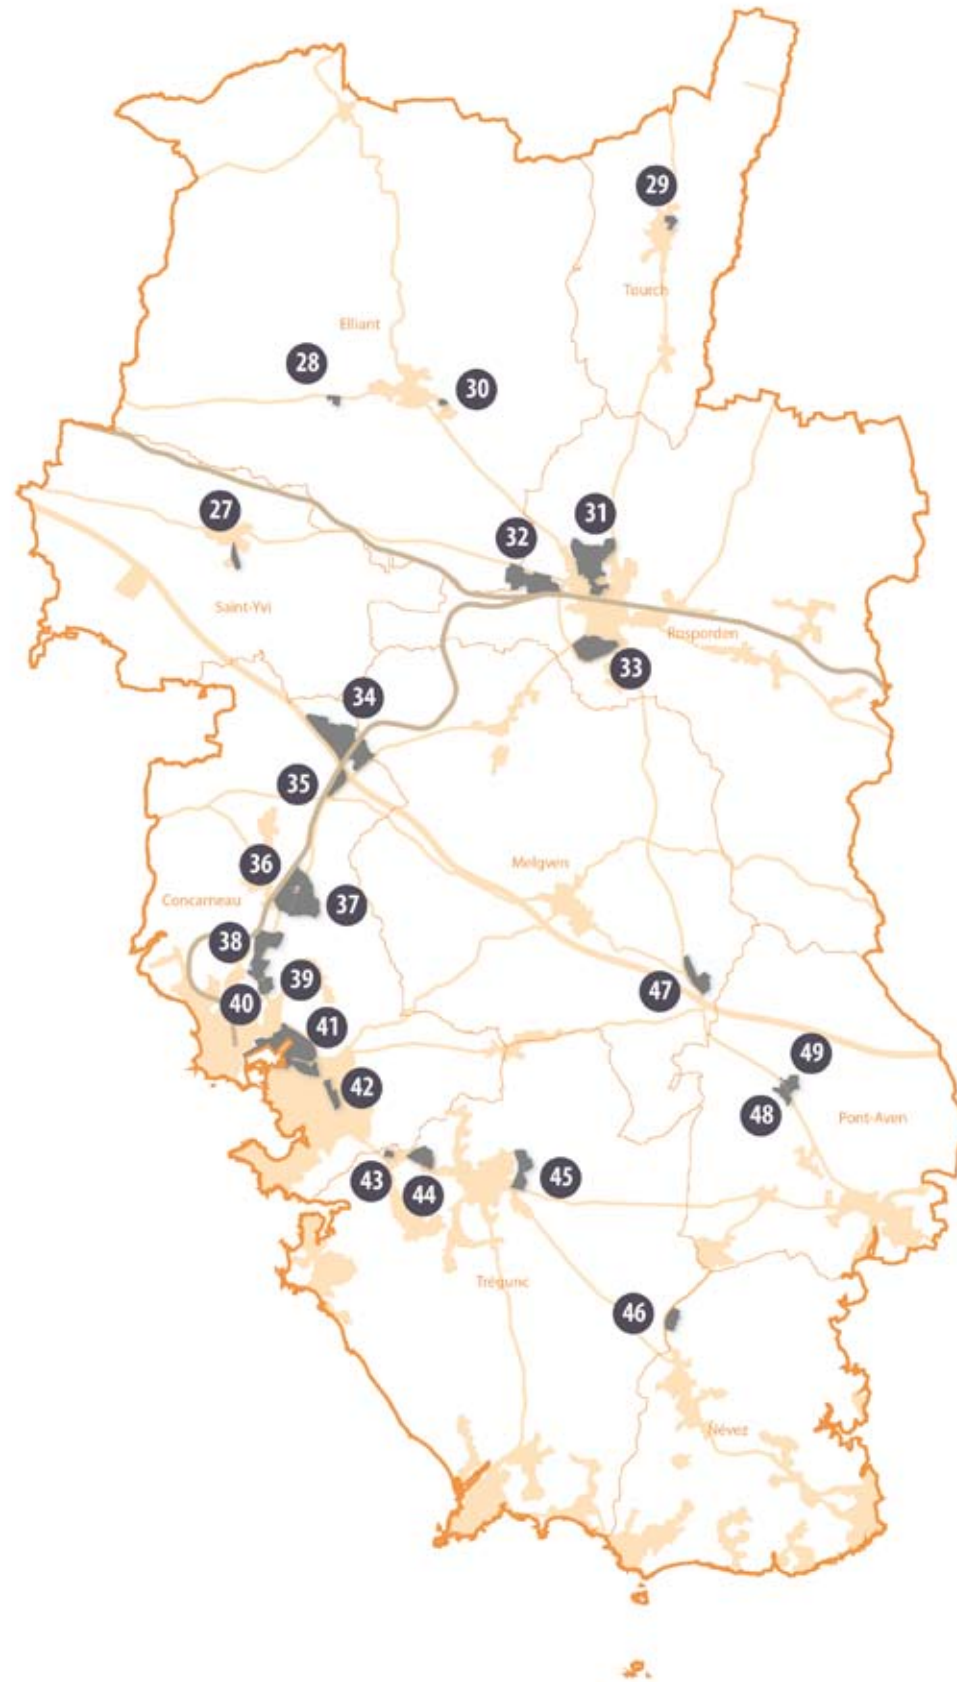 29
Tourch
Elliant
28
30
27
31
32
Saint-Yvi
Rosporden
33
34
35
Melgven
36
Concarneau
37
38
39
47
40
41
49
42
48
Pont-Aven
43
44
45
Trégunc
46
Névez